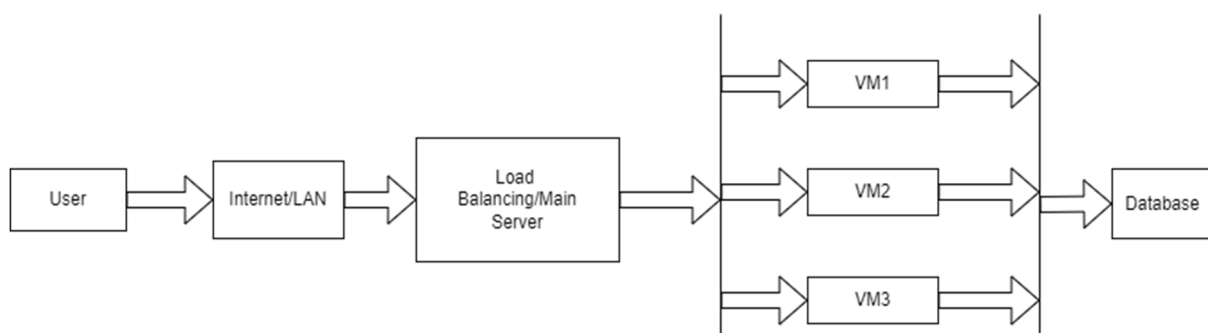 User
Internet/LAN
Load
Balancing/Main
Server
VM1
VM2
VM3
Database